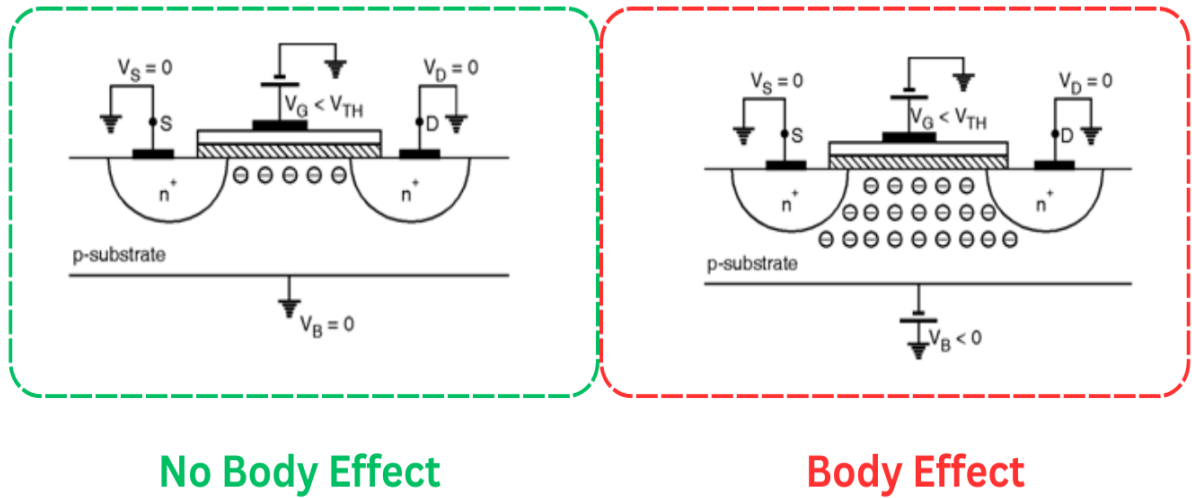 V_S = 0
V_D = 0
V_G < V_TH
S
D
n⁺
n⁺
p-substrate
V_B = 0
No Body Effect
V_S = 0
V_D = 0
V_G < V_TH
S
D
n⁺
n⁺
p-substrate
V_B < 0
Body Effect